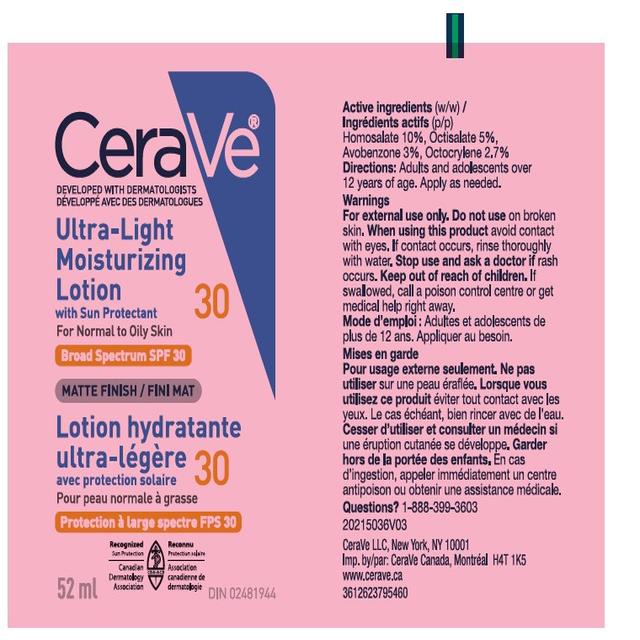 CeraVe®
DEVELOPED WITH DERMATOLOGISTS
DÉVELOPPÉ AVEC DES DERMATOLOGUES
Ultra-Light
Moisturizing
Lotion 30
with Sun Protectant
For Normal to Oily Skin
Broad Spectrum SPF 30
MATTE FINISH / FINI MAT
Lotion hydratante
ultra-légère 30
avec protection solaire
Pour peau normale à grasse
Protection à large spectre FPS 30
Recognized
Sun Protection
Canadian
Dermatology
Association
Reconnu
Protection solaire
Association
canadienne de
dermatologie
52 ml
DIN 02481944
Active ingredients (w/w) /
Ingrédients actifs (p/p)
Homosalate 10%, Octisalate 5%,
Avobenzone 3%, Octocrylene 2,7%
Directions: Adults and adolescents over
12 years of age. Apply as needed.
Warnings
For external use only. Do not use on broken
skin. When using this product avoid contact
with eyes. If contact occurs, rinse thoroughly
with water. Stop use and ask a doctor if rash
occurs. Keep out of reach of children. If
swallowed, call a poison control centre or get
medical help right away.
Mode d'emploi : Adultes et adolescents de
plus de 12 ans. Appliquer au besoin.
Mises en garde
Pour usage externe seulement. Ne pas
utiliser sur une peau éraflée. Lorsque vous
utilisez ce produit éviter tout contact avec les
yeux. Le cas échéant, bien rincer avec de l'eau.
Cesser d'utiliser et consulter un médecin si
une éruption cutanée se développe. Garder
hors de la portée des enfants. En cas
d'ingestion, appeler immédiatement un centre
antipoison ou obtenir une assistance médicale.
Questions? 1-888-399-3603
20215036V03
CeraVe LLC, New York, NY 10001
Imp. by/par: CeraVe Canada, Montréal H4T 1K5
www.cerave.ca
3612623795460